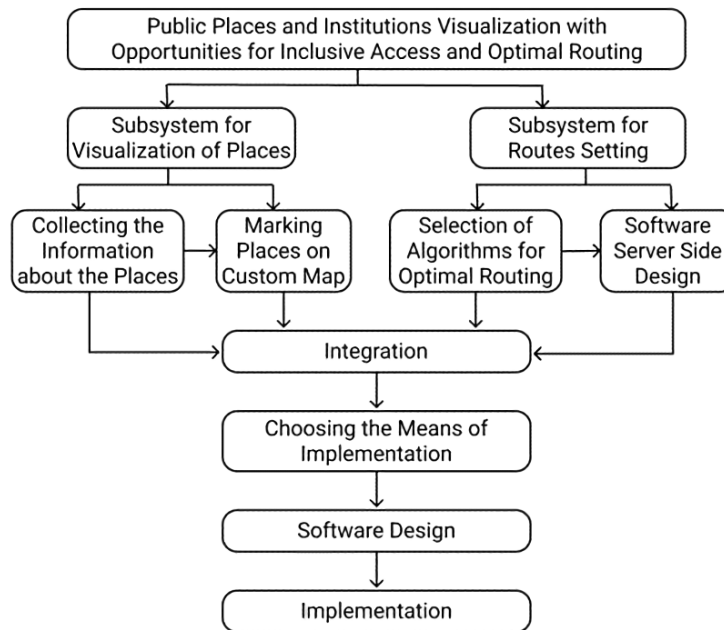 Public Places and Institutions Visualization with
Opportunities for Inclusive Access and Optimal Routing
Subsystem for
Visualization of Places
Subsystem for
Routes Setting
Collecting the
Information
about the Places
Marking
Places on
Custom Map
Selection of
Algorithms for
Optimal Routing
Software
Server Side
Design
Integration
Choosing the Means of
Implementation
Software Design
Implementation